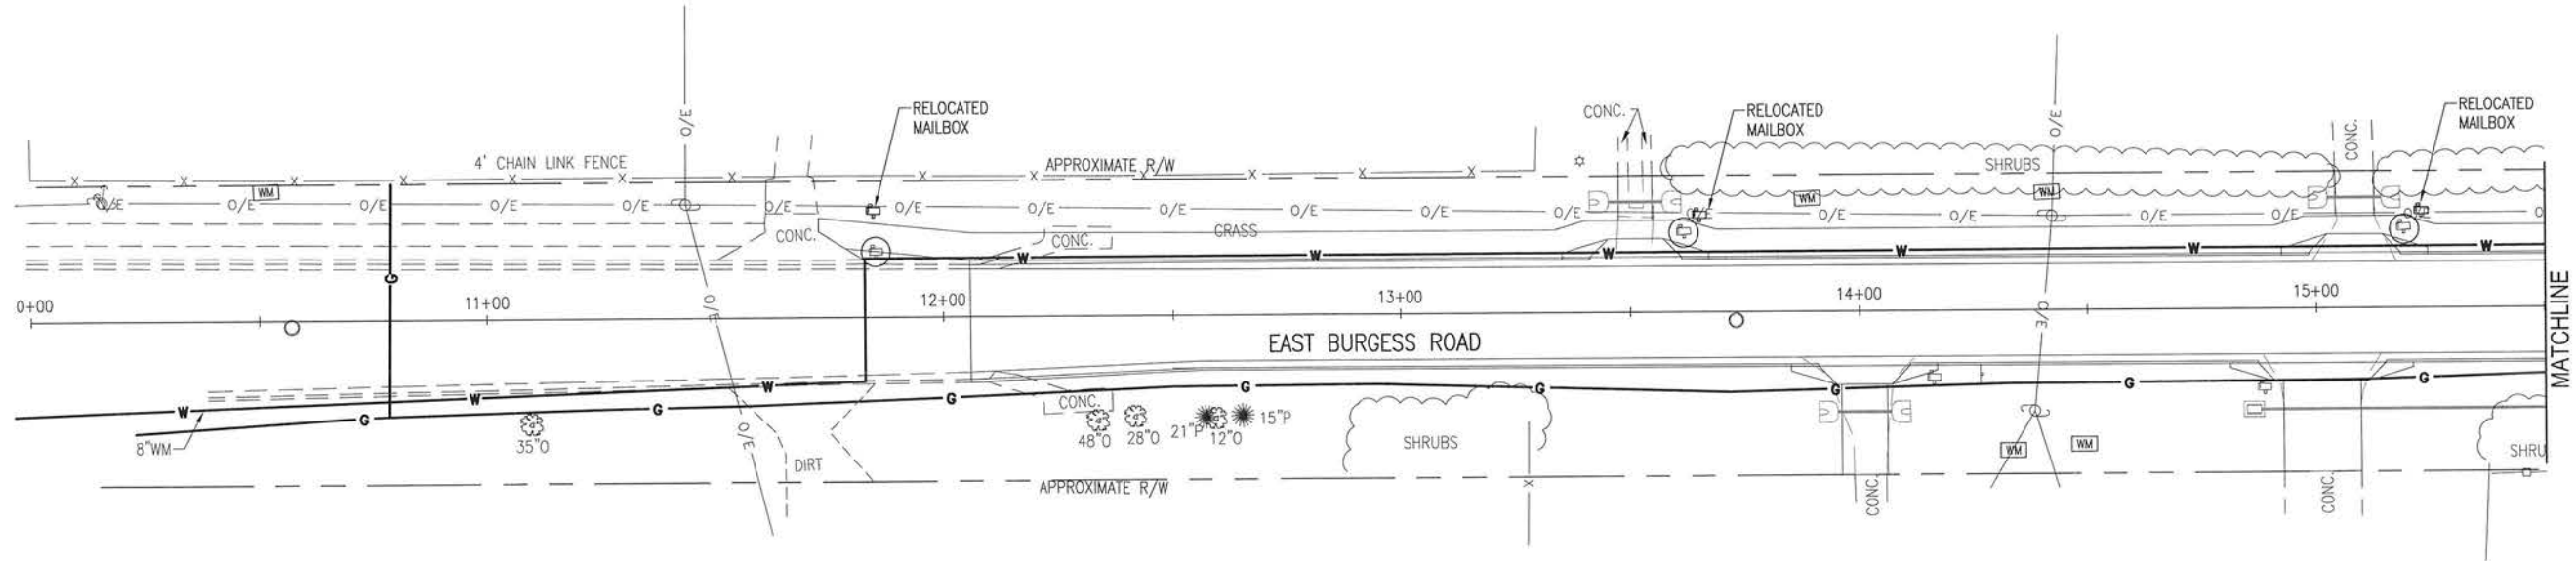 O/E
O/E
RELOCATED
MAILBOX
CONC.
RELOCATED
MAILBOX
RELOCATED
MAILBOX
4' CHAIN LINK FENCE
APPROXIMATE R/W
SHRUBS
CONC.
X X X X X X X X X X X X X X
WM
WM
WM
O/E O/E O/E O/E O/E O/E O/E O/E O/E O/E O/E O/E O/E O/E O/E O/E O/E
CONC.
CONC.
GRASS
W W W W W W
G
0+00
11+00
12+00
13+00
14+00
15+00
O/E
O/E
EAST BURGESS ROAD
MATCHLINE
W W W
G G G G G G G G
8"WM
35"O
O/E
CONC.
48"O
28"O
21"P
12"O
15"P
SHRUBS
WM
WM
SHRU
DIRT
APPROXIMATE R/W
X
CONC.
CONC.